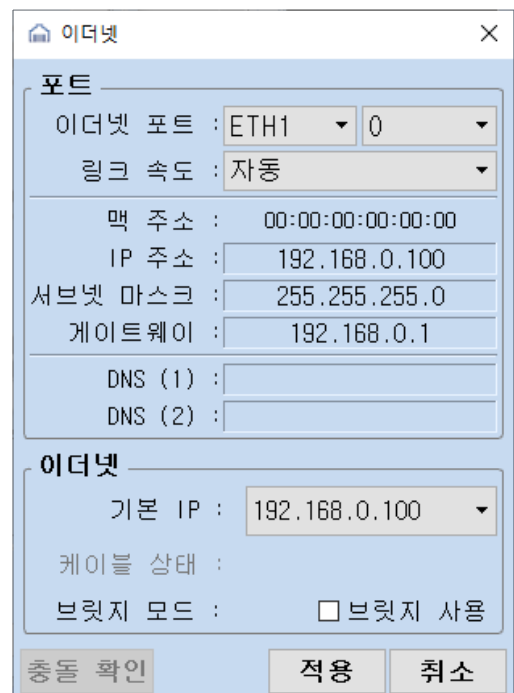 이더넷
포트
이더넷 포트 : ETH1 0
링크 속도 : 자동
맥 주소 : 00:00:00:00:00:00
IP 주소 : 192.168.0.100
서브넷 마스크 : 255.255.255.0
게이트웨이 : 192.168.0.1
DNS (1) :
DNS (2) :
이더넷
기본 IP : 192.168.0.100
케이블 상태 :
브릿지 모드 : 브릿지 사용
충돌 확인 적용 취소